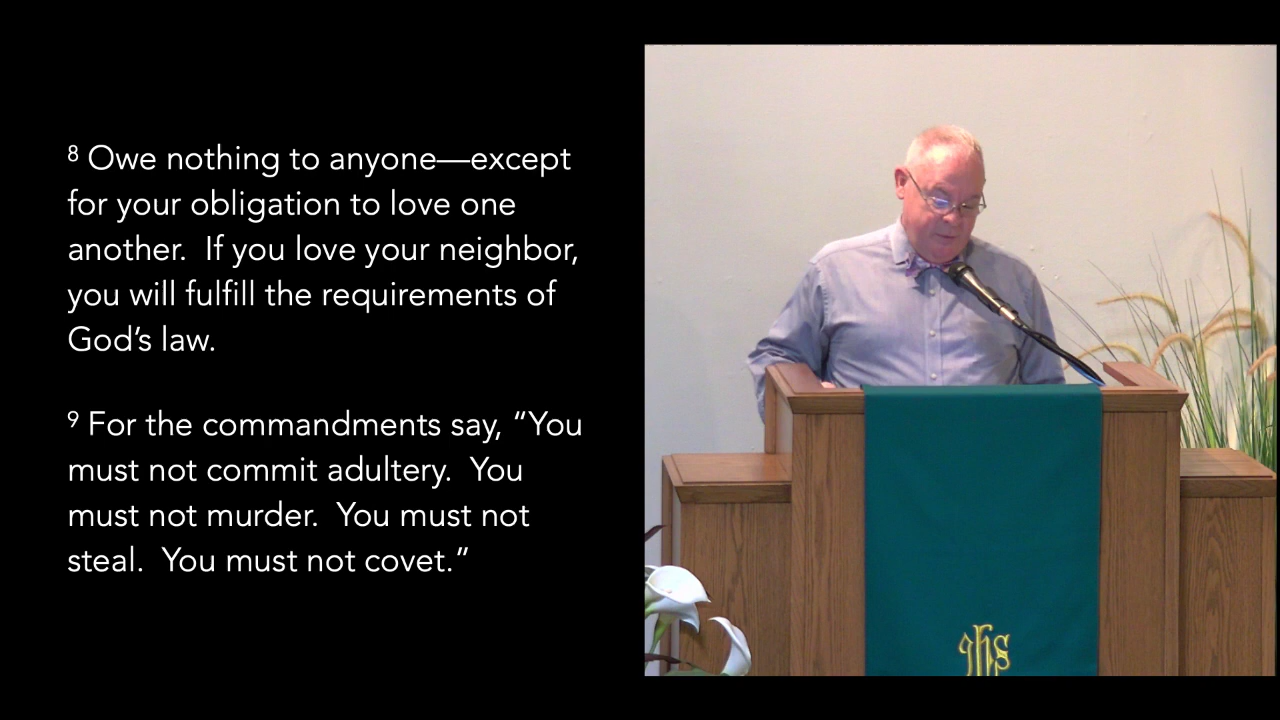 8 Owe nothing to anyone—except
for your obligation to love one
another.  If you love your neighbor,
you will fulfill the requirements of
God’s law.
9 For the commandments say, “You
must not commit adultery.  You
must not murder.  You must not
steal.  You must not covet.”
IHS